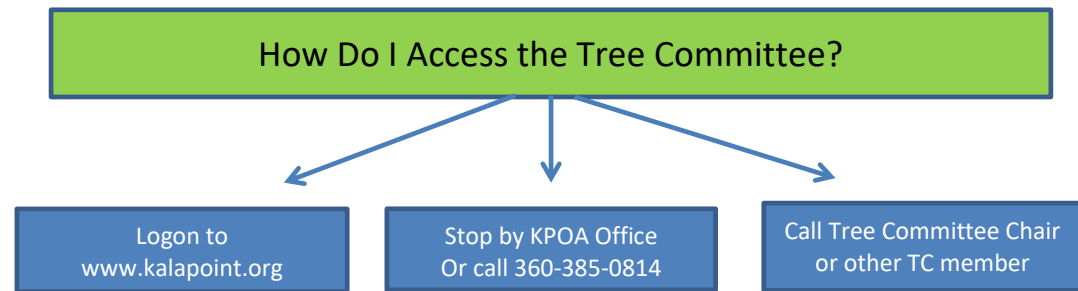 How Do I Access the Tree Committee?
Logon to
www.kalapoint.org
Stop by KPOA Office
Or call 360-385-0814
Call Tree Committee Chair
or other TC member